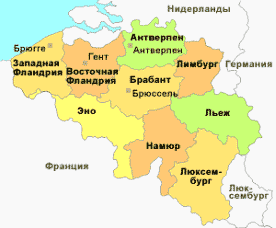 Нидерланды
Антверпен
Антверпен
Брюгге
Гент
Западная
Фландрия
Восточная
Фландрия
Лимбург
Германия
Брабант
Брюссель
Эно
Льеж
Намюр
Франция
Люксем-
бург
Люк-
сембург